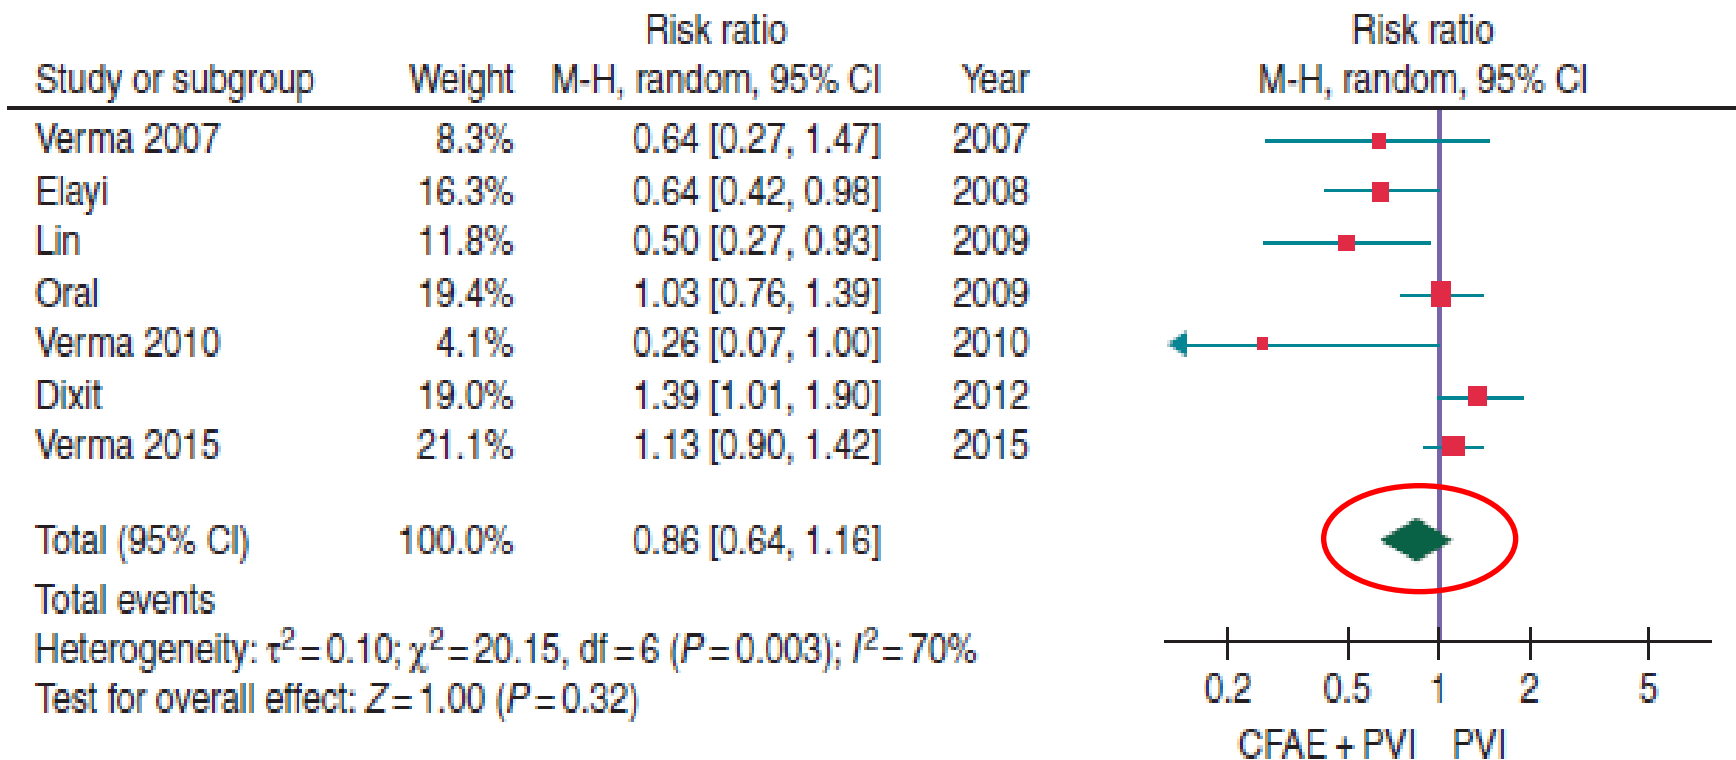 Risk ratio Risk ratio
Study or subgroup Weight M-H, random, 95% CI Year M-H, random, 95% CI
Verma 2007 8.3% 0.64 [0.27, 1.47] 2007
Elayi 16.3% 0.64 [0.42, 0.98] 2008
Lin 11.8% 0.50 [0.27, 0.93] 2009
Oral 19.4% 1.03 [0.76, 1.39] 2009
Verma 2010 4.1% 0.26 [0.07, 1.00] 2010
Dixit 19.0% 1.39 [1.01, 1.90] 2012
Verma 2015 21.1% 1.13 [0.90, 1.42] 2015
Total (95% CI) 100.0% 0.86 [0.64, 1.16]
Total events
Heterogeneity: τ²=0.10; χ²=20.15, df=6 (P=0.003); I²=70%
Test for overall effect: Z=1.00 (P=0.32)
0.2 0.5 1 2 5
CFAE + PVI PVI